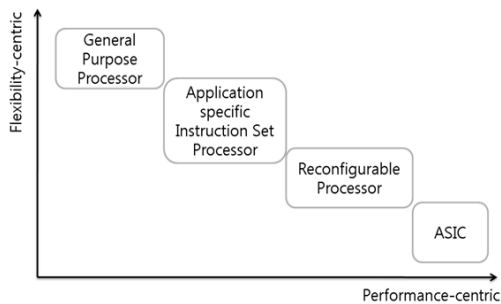 Flexibility-centric
General
Purpose
Processor
Application
specific
Instruction Set
Processor
Reconfigurable
Processor
ASIC
Performance-centric